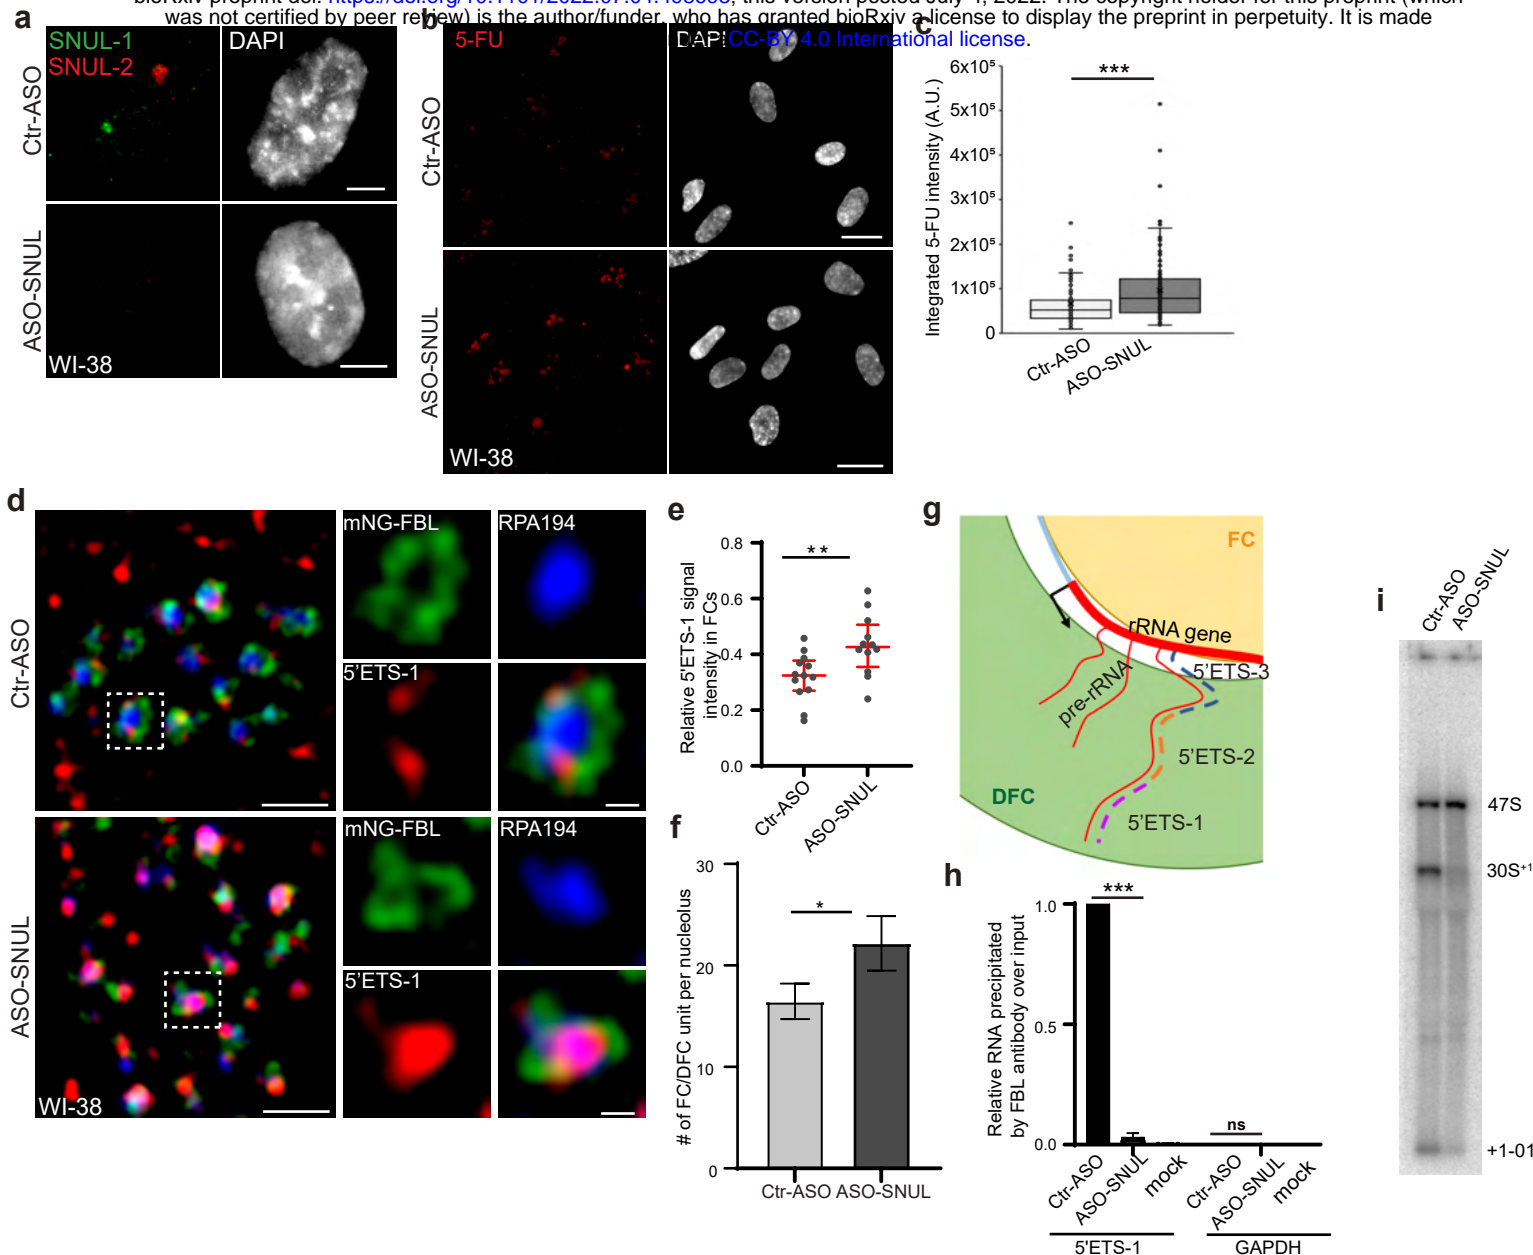 bioRxiv preprint doi: https://doi.org/10.1101/2022.07.01.; this version posted July 4, 2022. The copyright holder for this preprint (which
was not certified by peer review) is the author/funder, who has granted bioRxiv a license to display the preprint in perpetuity. It is made
CC-BY 4.0 International license.
a
SNUL-1
SNUL-2
DAPI
Ctr-ASO
ASO-SNUL
WI-38
b
5-FU
DAPI
Ctr-ASO
ASO-SNUL
WI-38
c
Integrated 5-FU intensity (A.U.)
6x10⁵
5x10⁵
4x10⁵
3x10⁵
2x10⁵
1x10⁵
0
***
Ctr-ASO
ASO-SNUL
d
Ctr-ASO
mNG-FBL
RPA194
5'ETS-1
ASO-SNUL
mNG-FBL
RPA194
5'ETS-1
WI-38
e
Relative 5'ETS-1 signal
intensity in FCs
0.8
0.6
0.4
0.2
0.0
**
Ctr-ASO
ASO-SNUL
f
# of FC/DFC unit per nucleolus
30
20
10
0
*
Ctr-ASO ASO-SNUL
g
FC
rRNA gene
pre-rRNA
5'ETS-3
5'ETS-2
5'ETS-1
DFC
h
Relative RNA precipitated
by FBL antibody over input
1.0
0.5
0.0
***
ns
Ctr-ASO
ASO-SNUL
mock
Ctr-ASO
ASO-SNUL
mock
5'ETS-1
GAPDH
i
Ctr-ASO
ASO-SNUL
47S
30S⁺¹
+1-01